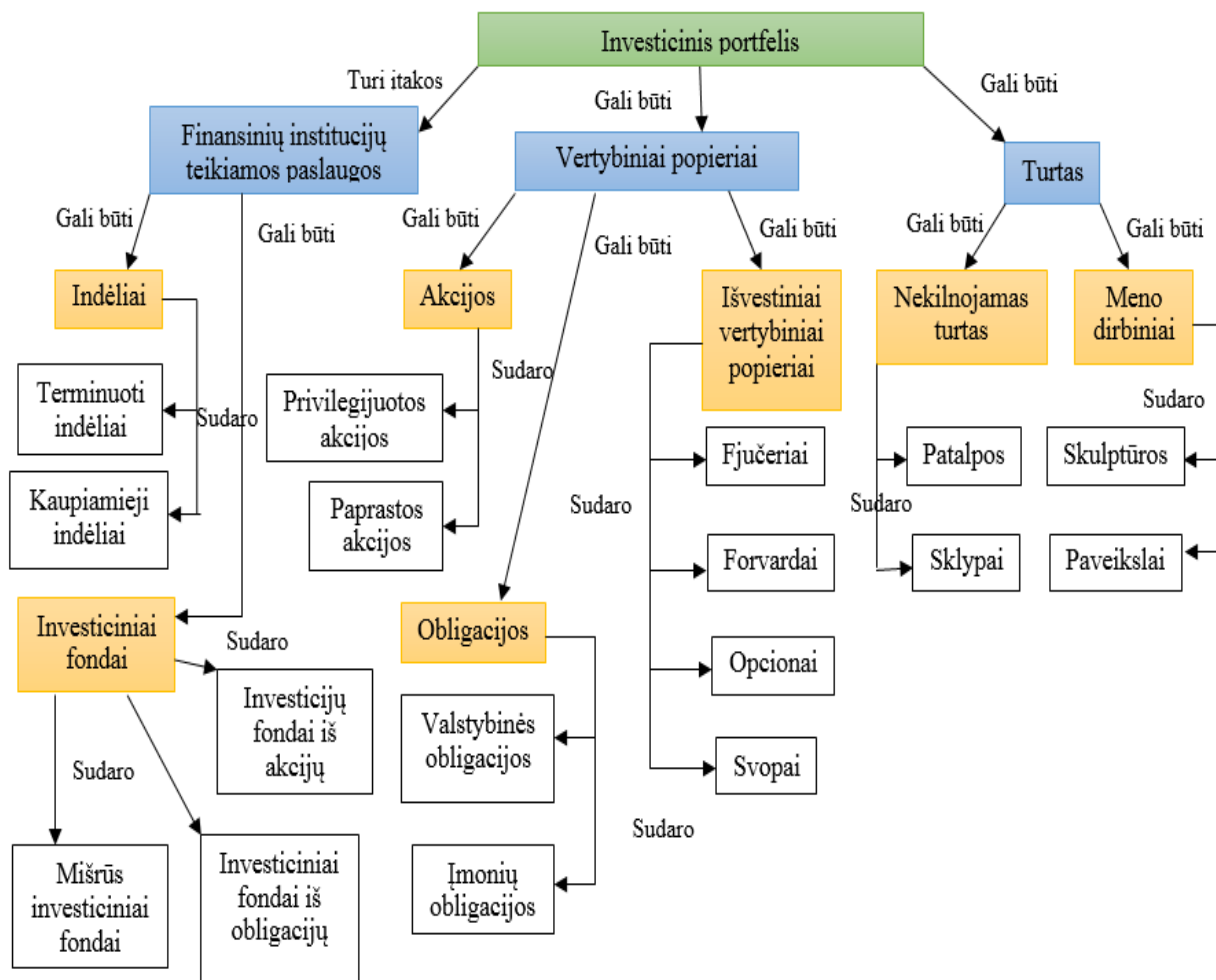 Investicinis portfelis
Turi itakos
Gali būti
Gali būti
Finansinių institucijų
teikiamos paslaugos
Vertybiniai popieriai
Turtas
Gali būti
Gali būti
Gali būti
Gali būti
Gali būti
Gali būti
Gali būti
Indėliai
Akcijos
Išvestiniai
vertybiniai
popieriai
Nekilnojamas
turtas
Meno
dirbiniai
Terminuoti
indėliai
Sudaro
Kaupiamieji
indėliai
Privilegijuotos
akcijos
Sudaro
Paprastos
akcijos
Fjučeriai
Sudaro
Forvardai
Opcionai
Svopai
Patalpos
Sudaro
Sklypai
Sudaro
Skulptūros
Paveikslai
Investiciniai
fondai
Sudaro
Investicijų
fondai iš
akcijų
Sudaro
Mišrūs
investiciniai
fondai
Investiciniai
fondai iš
obligacijų
Obligacijos
Valstybinės
obligacijos
Sudaro
Įmonių
obligacijos